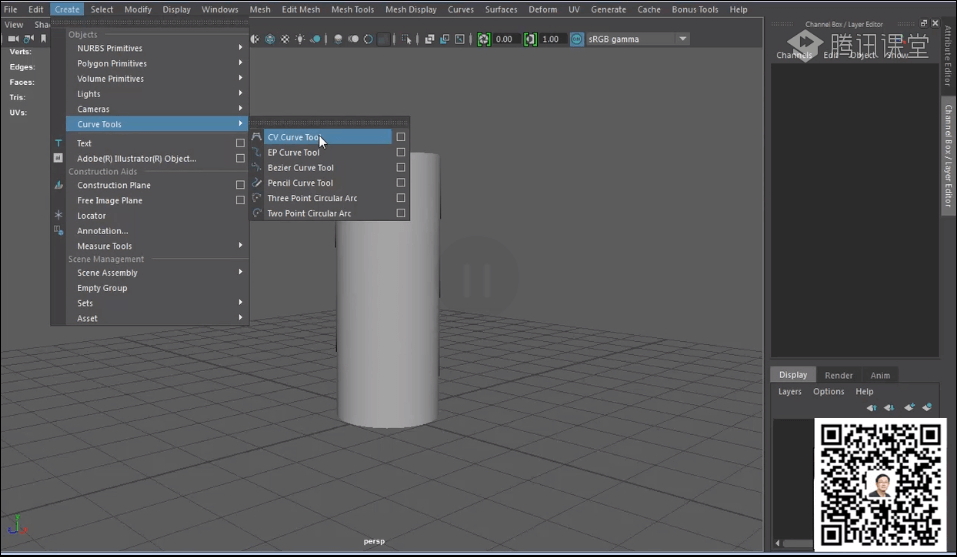 File Edit Create Select Modify Display Windows Mesh Edit Mesh Mesh Tools Mesh Display Curves Surfaces Deform UV Generate Cache Bonus Tools Help
View Sha
Channel Box / Layer Editor
Objects
NURBS Primitives
0.00 1.00 sRGB gamma
腾讯课堂
Verts:
Channels Edit Object Show
Polygon Primitives
Edges:
Volume Primitives
Faces:
Lights
Tris:
Cameras
UVs:
Curve Tools
CV Curve Tool
Text
EP Curve Tool
Adobe(R) Illustrator(R) Object...
Bezier Curve Tool
Construction Aids
Pencil Curve Tool
Construction Plane
Three Point Circular Arc
Free Image Plane
Two Point Circular Arc
Locator
Annotation...
Measure Tools
Scene Management
Scene Assembly
Empty Group
Sets
Asset
Attribute Editor
Channel Box / Layer Editor
Display Render Anim
Layers Options Help
persp